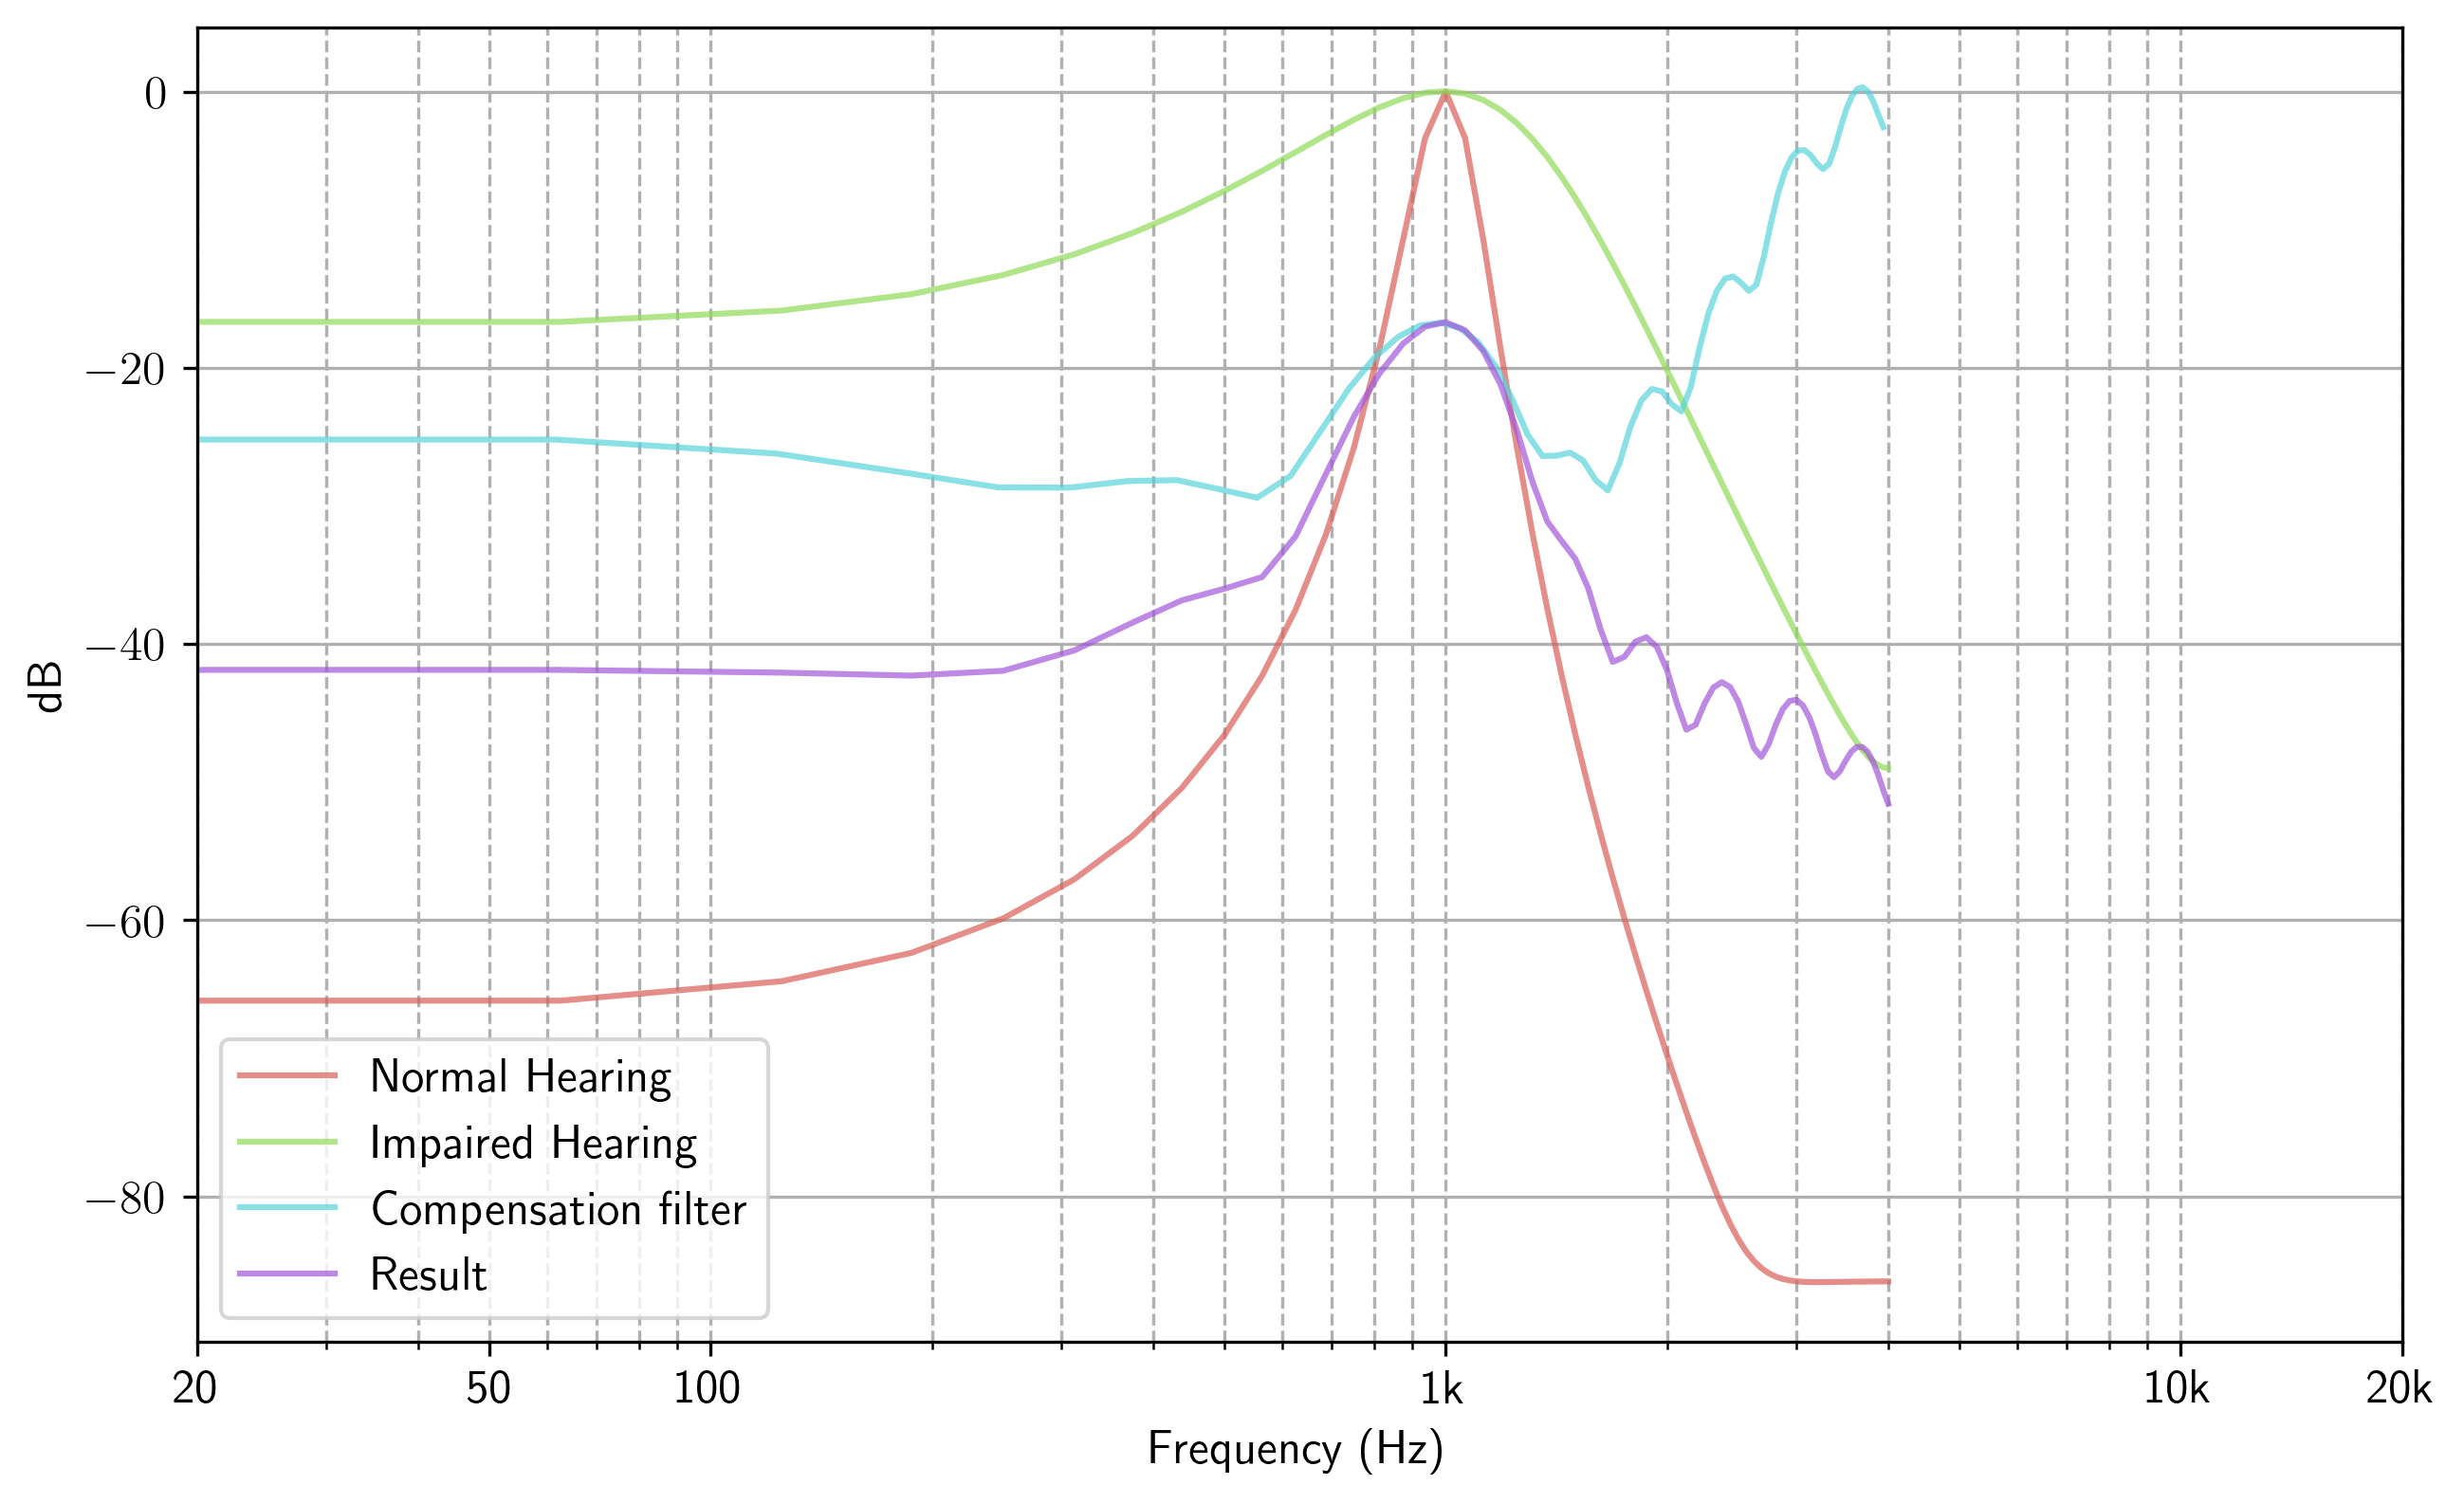 0
−20
−40
−60
−80
dB
Normal Hearing
Impaired Hearing
Compensation filter
Result
20 50 100 1k 10k 20k
Frequency (Hz)